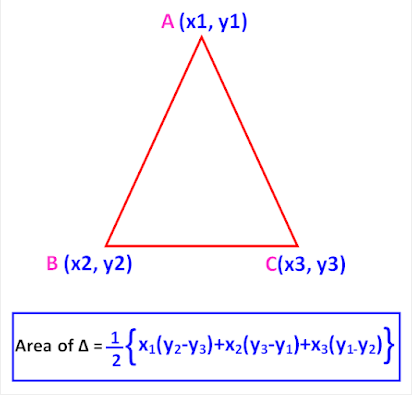 A (x1, y1)
B (x2, y2) C(x3, y3)
Area of Δ = 1/2 {x₁(y₂-y₃)+x₂(y₃-y₁)+x₃(y₁-y₂)}